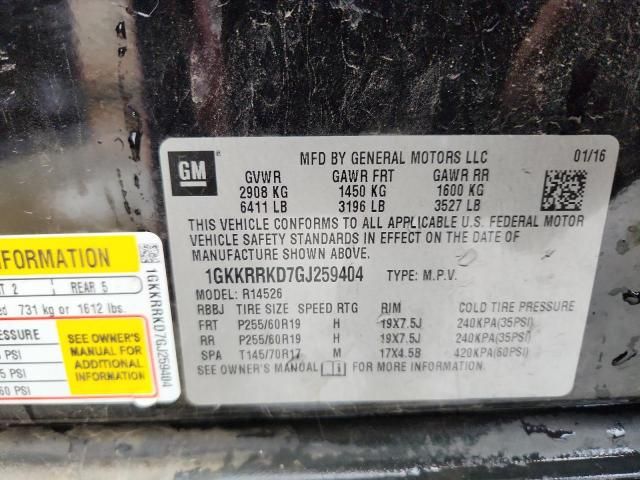 GM
MFD BY GENERAL MOTORS LLC 01/16
GVWR GAWR FRT GAWR RR
2908 KG 1450 KG 1600 KG
6411 LB 3196 LB 3527 LB
THIS VEHICLE CONFORMS TO ALL APPLICABLE U.S. FEDERAL MOTOR
VEHICLE SAFETY STANDARDS IN EFFECT ON THE DATE OF
MANUFACTURE SHOWN ABOVE.
1GKKRRKD7GJ259404 TYPE: M.P.V.
MODEL: R14526
RBBJ TIRE SIZE SPEED RTG RIM COLD TIRE PRESSURE
FRT P255/60R19 H 19X7.5J 240KPA(35PSI)
RR P255/60R19 H 19X7.5J 240KPA(35PSI)
SPA T145/70R17 M 17X4.5B 420KPA(60PSI)
SEE OWNER'S MANUAL FOR MORE INFORMATION.
INFORMATION
2 REAR 5
731 kg or 1612 lbs.
SEE OWNER'S
MANUAL FOR
ADDITIONAL
INFORMATION
PSI
5 PSI
60 PSI
1GKKRRKD7GJ259404